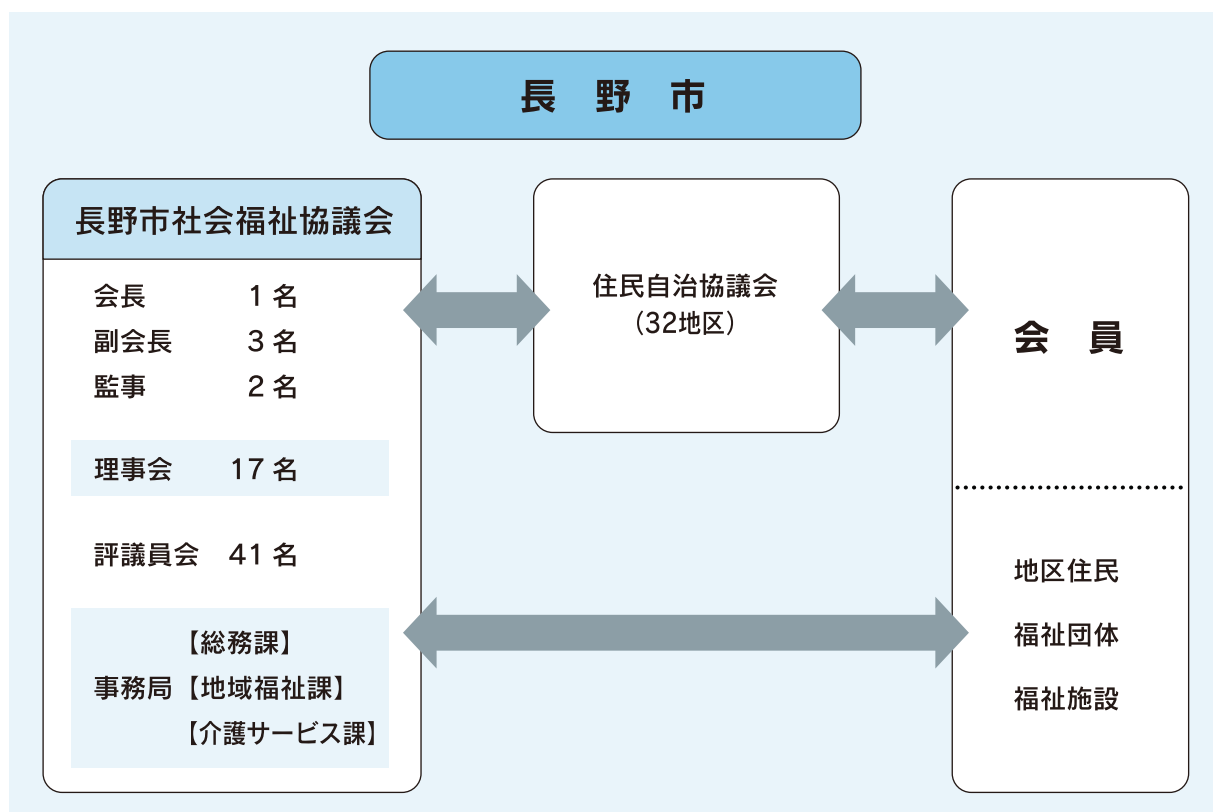 長 野 市
長野市社会福祉協議会
会長 1 名
副会長 3 名
監事 2 名
理事会 17 名
評議員会 41 名
【総務課】
事務局【地域福祉課】
【介護サービス課】
住民自治協議会
（32地区）
会 員
地区住民
福祉団体
福祉施設